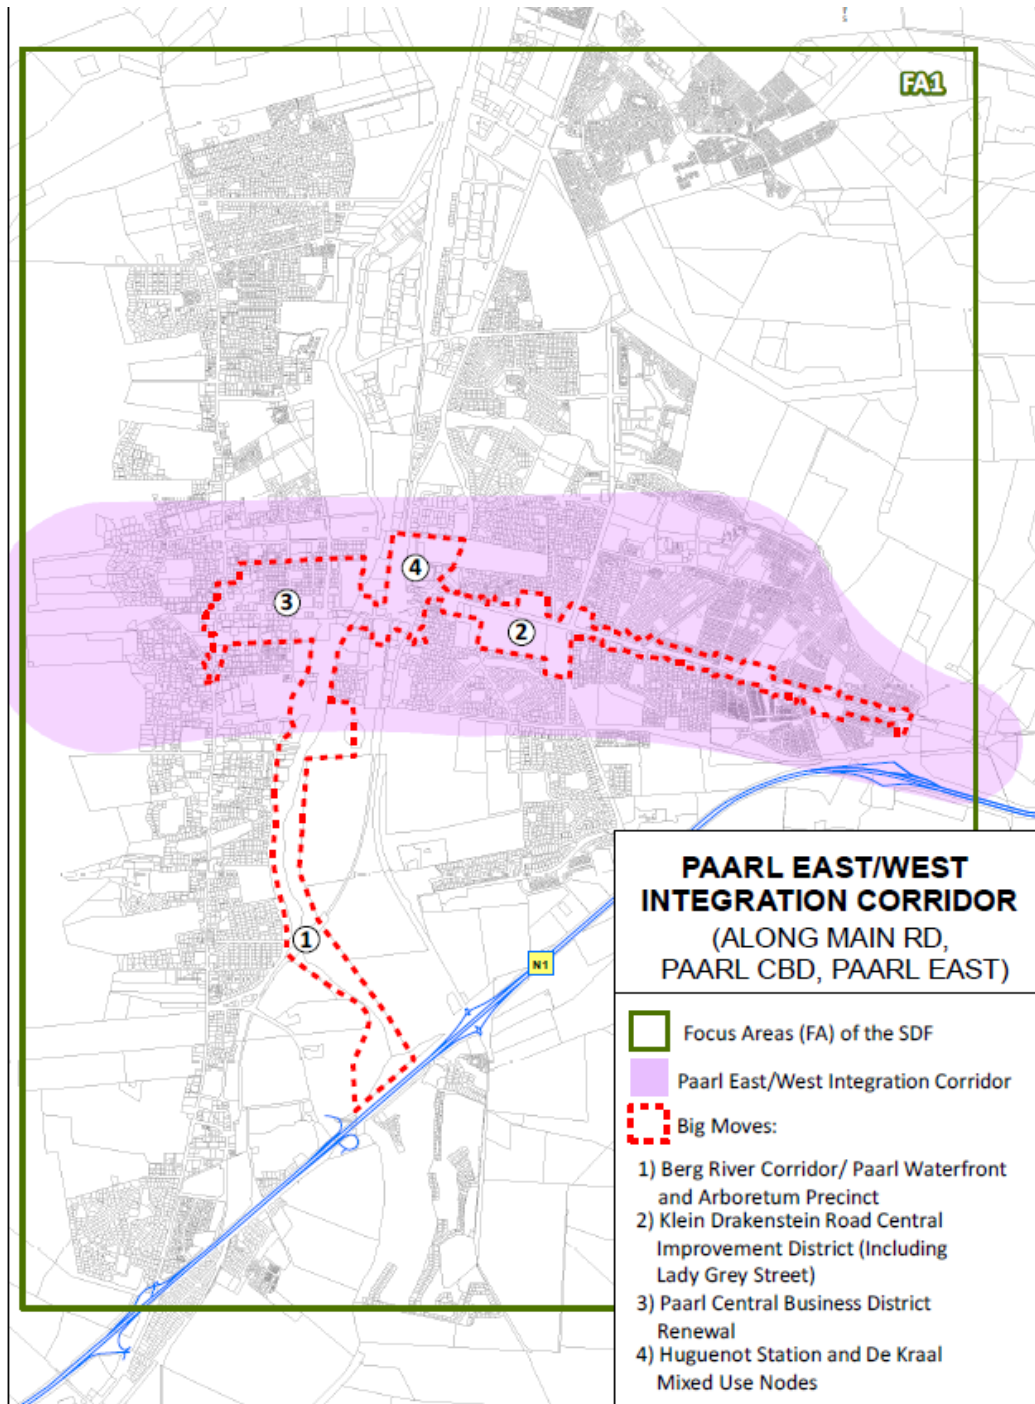 FA1
4
3
2
1
N1
PAARL EAST/WEST
INTEGRATION CORRIDOR
(ALONG MAIN RD,
PAARL CBD, PAARL EAST)
Focus Areas (FA) of the SDF
Paarl East/West Integration Corridor
Big Moves:
1) Berg River Corridor/ Paarl Waterfront
and Arboretum Precinct
2) Klein Drakenstein Road Central
Improvement District (Including
Lady Grey Street)
3) Paarl Central Business District
Renewal
4) Huguenot Station and De Kraal
Mixed Use Nodes